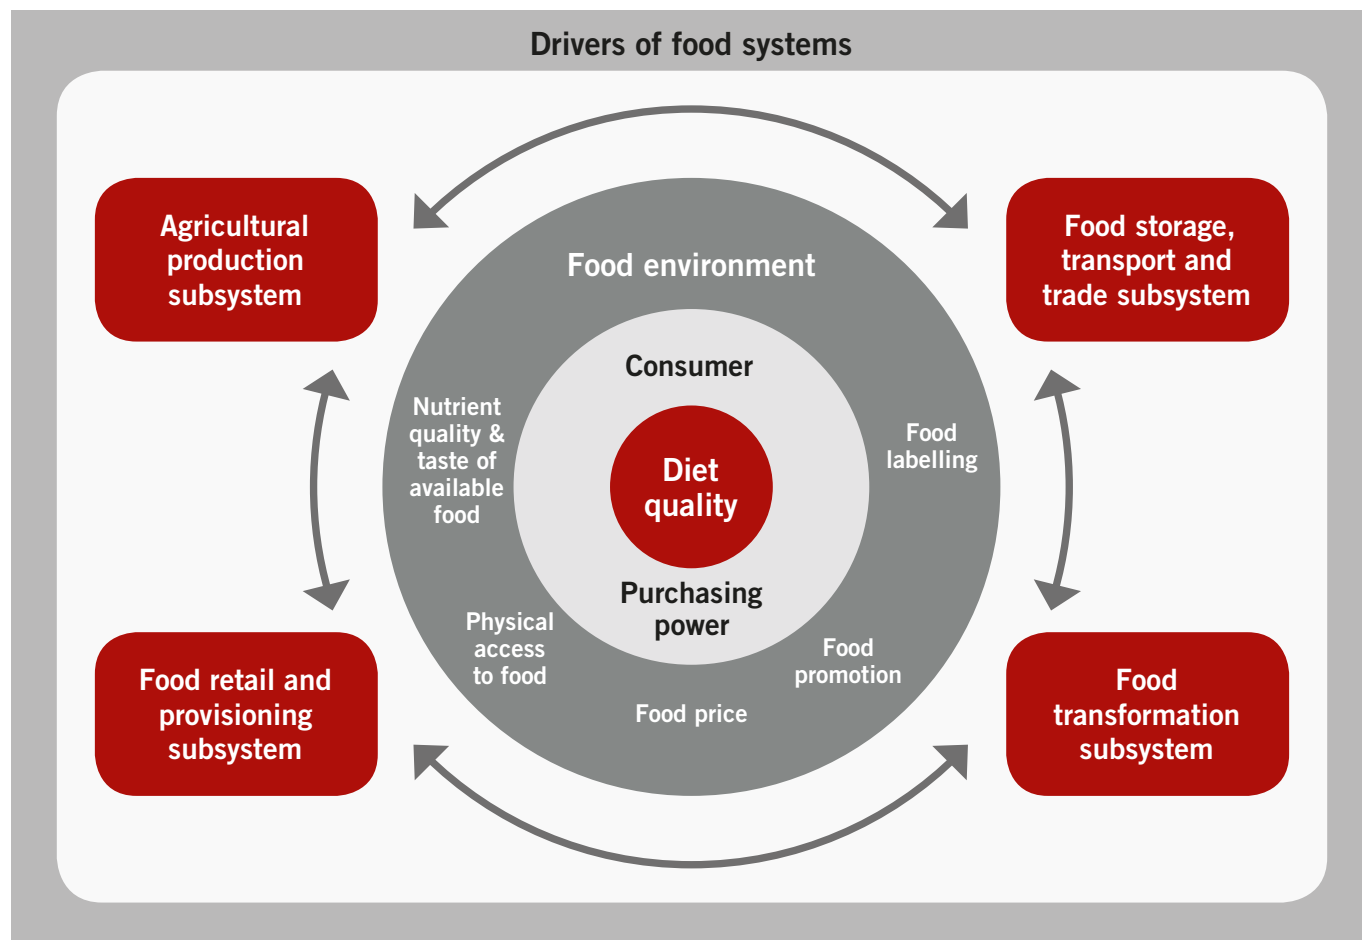 Drivers of food systems
Agricultural
production
subsystem
Food storage,
transport and
trade subsystem
Food environment
Consumer
Diet
quality
Purchasing
power
Nutrient
quality &
taste of
available
food
Food
labelling
Physical
access
to food
Food price
Food
promotion
Food retail and
provisioning
subsystem
Food
transformation
subsystem